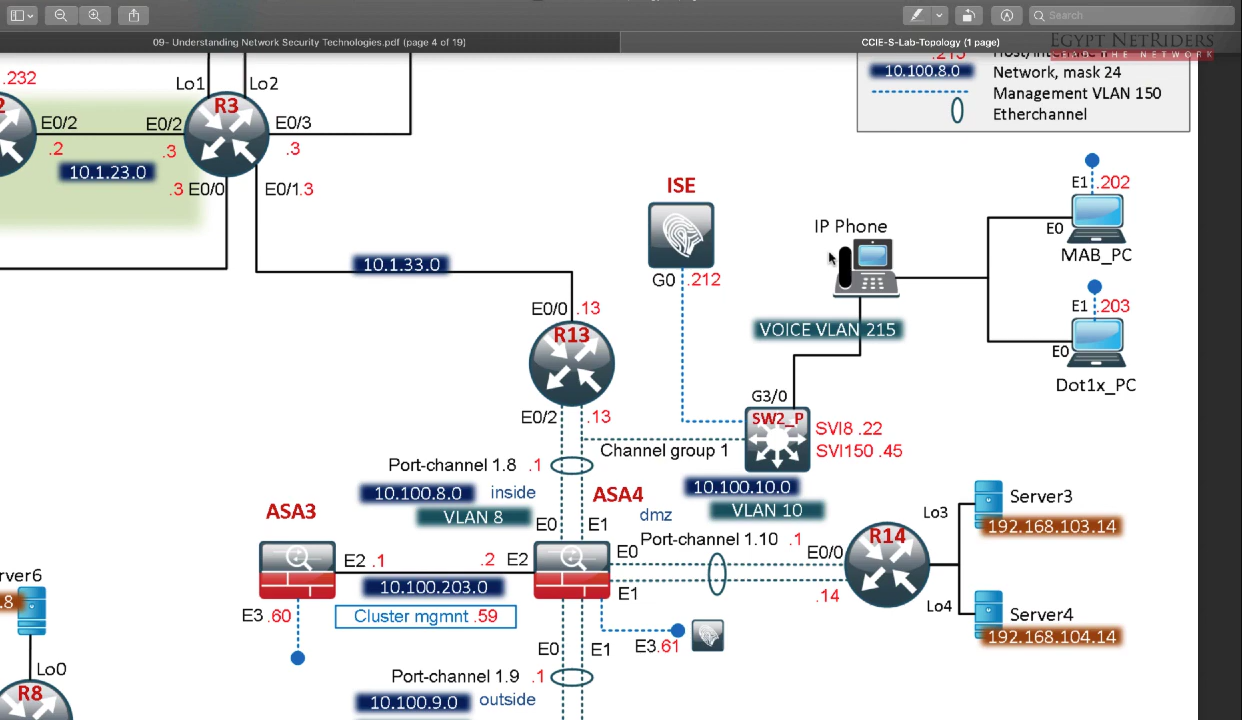 Search
09- Understanding Network Security Technologies.pdf (page 4 of 19)
CCIE-S-Lab-Topology (1 page)
EGYPT NETRIDERS
10.100.8.0
Network, mask 24
Management VLAN 150
Etherchannel
.232
Lo1
Lo2
2
R3
E0/2
E0/2
E0/3
.2
.3
.3
10.1.23.0
.3 E0/0
E0/1.3
10.1.33.0
ISE
G0 .212
IP Phone
VOICE VLAN 215
E1 .202
E0
MAB_PC
E1 .203
E0
Dot1x_PC
E0/0 .13
R13
E0/2
.13
G3/0
SW2_P
SVI8 .22
SVI150 .45
Channel group 1
Port-channel 1.8 .1
10.100.8.0 inside
VLAN 8
10.100.10.0
VLAN 10
ASA3
ASA4
dmz
E0
E1
Port-channel 1.10 .1
E2 .1
.2 E2
E0
E1
10.100.203.0
E3 .60
Cluster mgmnt .59
E3.61
E0/0
R14
.14
Lo3
Server3
192.168.103.14
Lo4
Server4
192.168.104.14
rver6
.8
Lo0
R8
E0
E1
Port-channel 1.9 .1
10.100.9.0 outside